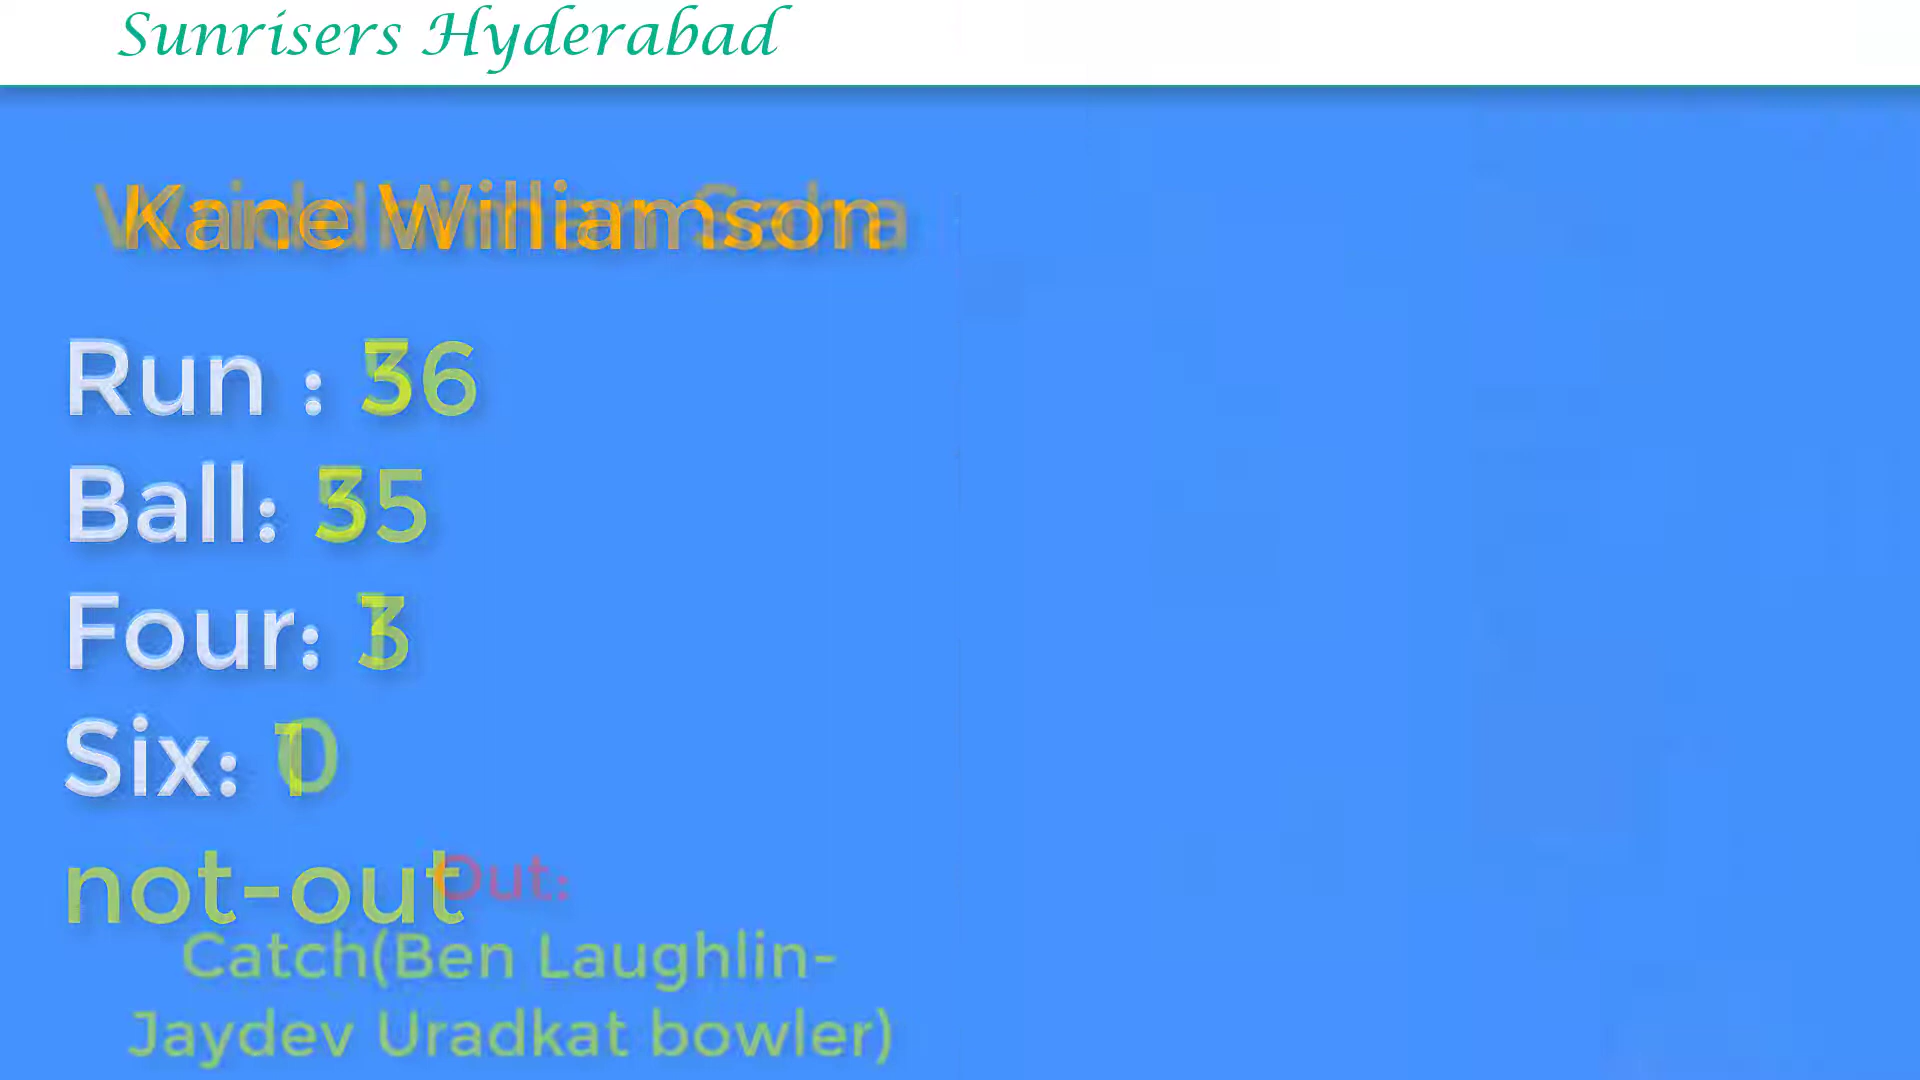 Sunrisers Hyderabad
Kane Williamson
Run : 36
Ball: 35
Four: 3
Six:
not-out
Out:
Catch(Ben Laughlin-
Jaydev Uradkat bowler)